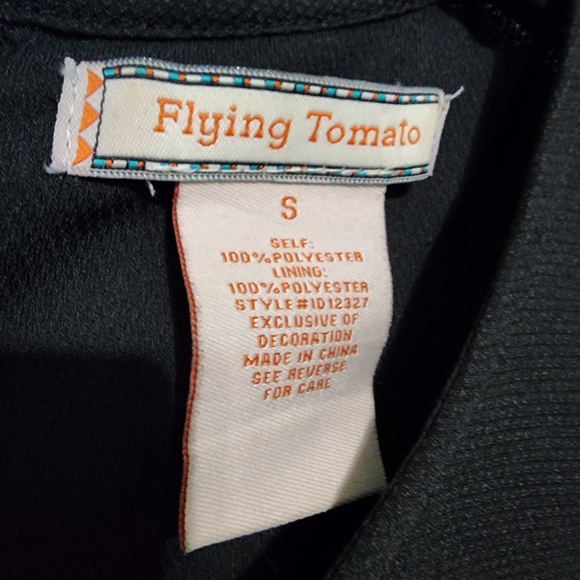 Flying Tomato
S
SELF:
100%POLYESTER
LINING:
100%POLYESTER
STYLE#ID12327
EXCLUSIVE OF
DECORATION
MADE IN CHINA
SEE REVERSE
FOR CARE